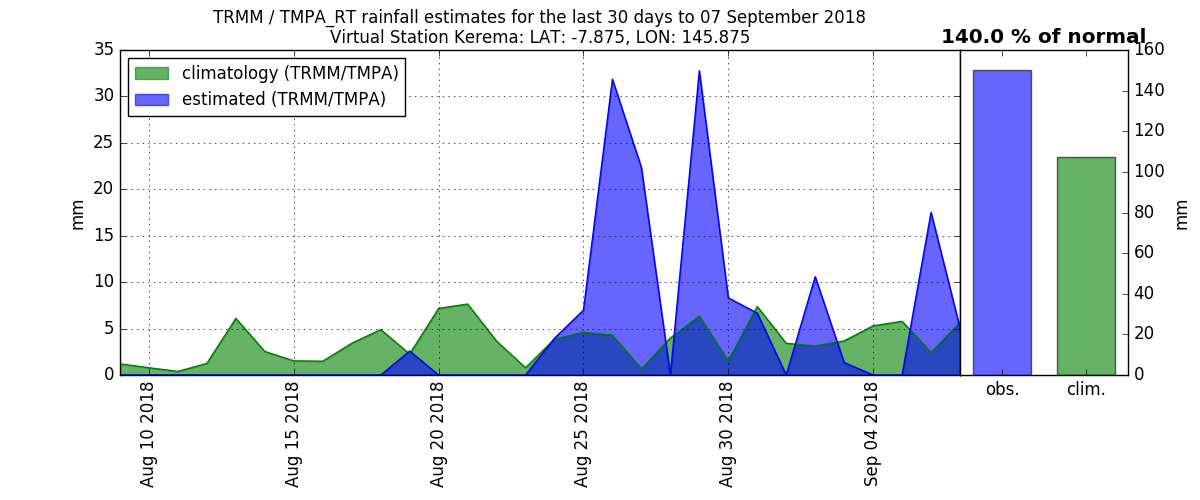 TRMM / TMPA_RT rainfall estimates for the last 30 days to 07 September 2018
Virtual Station Kerema: LAT: -7.875, LON: 145.875
140.0 % of normal
climatology (TRMM/TMPA)
estimated (TRMM/TMPA)
35
30
25
20
15
10
5
0
mm
Aug 10 2018
Aug 15 2018
Aug 20 2018
Aug 25 2018
Aug 30 2018
Sep 04 2018
obs.
clim.
160
140
120
100
80
60
40
20
0
mm